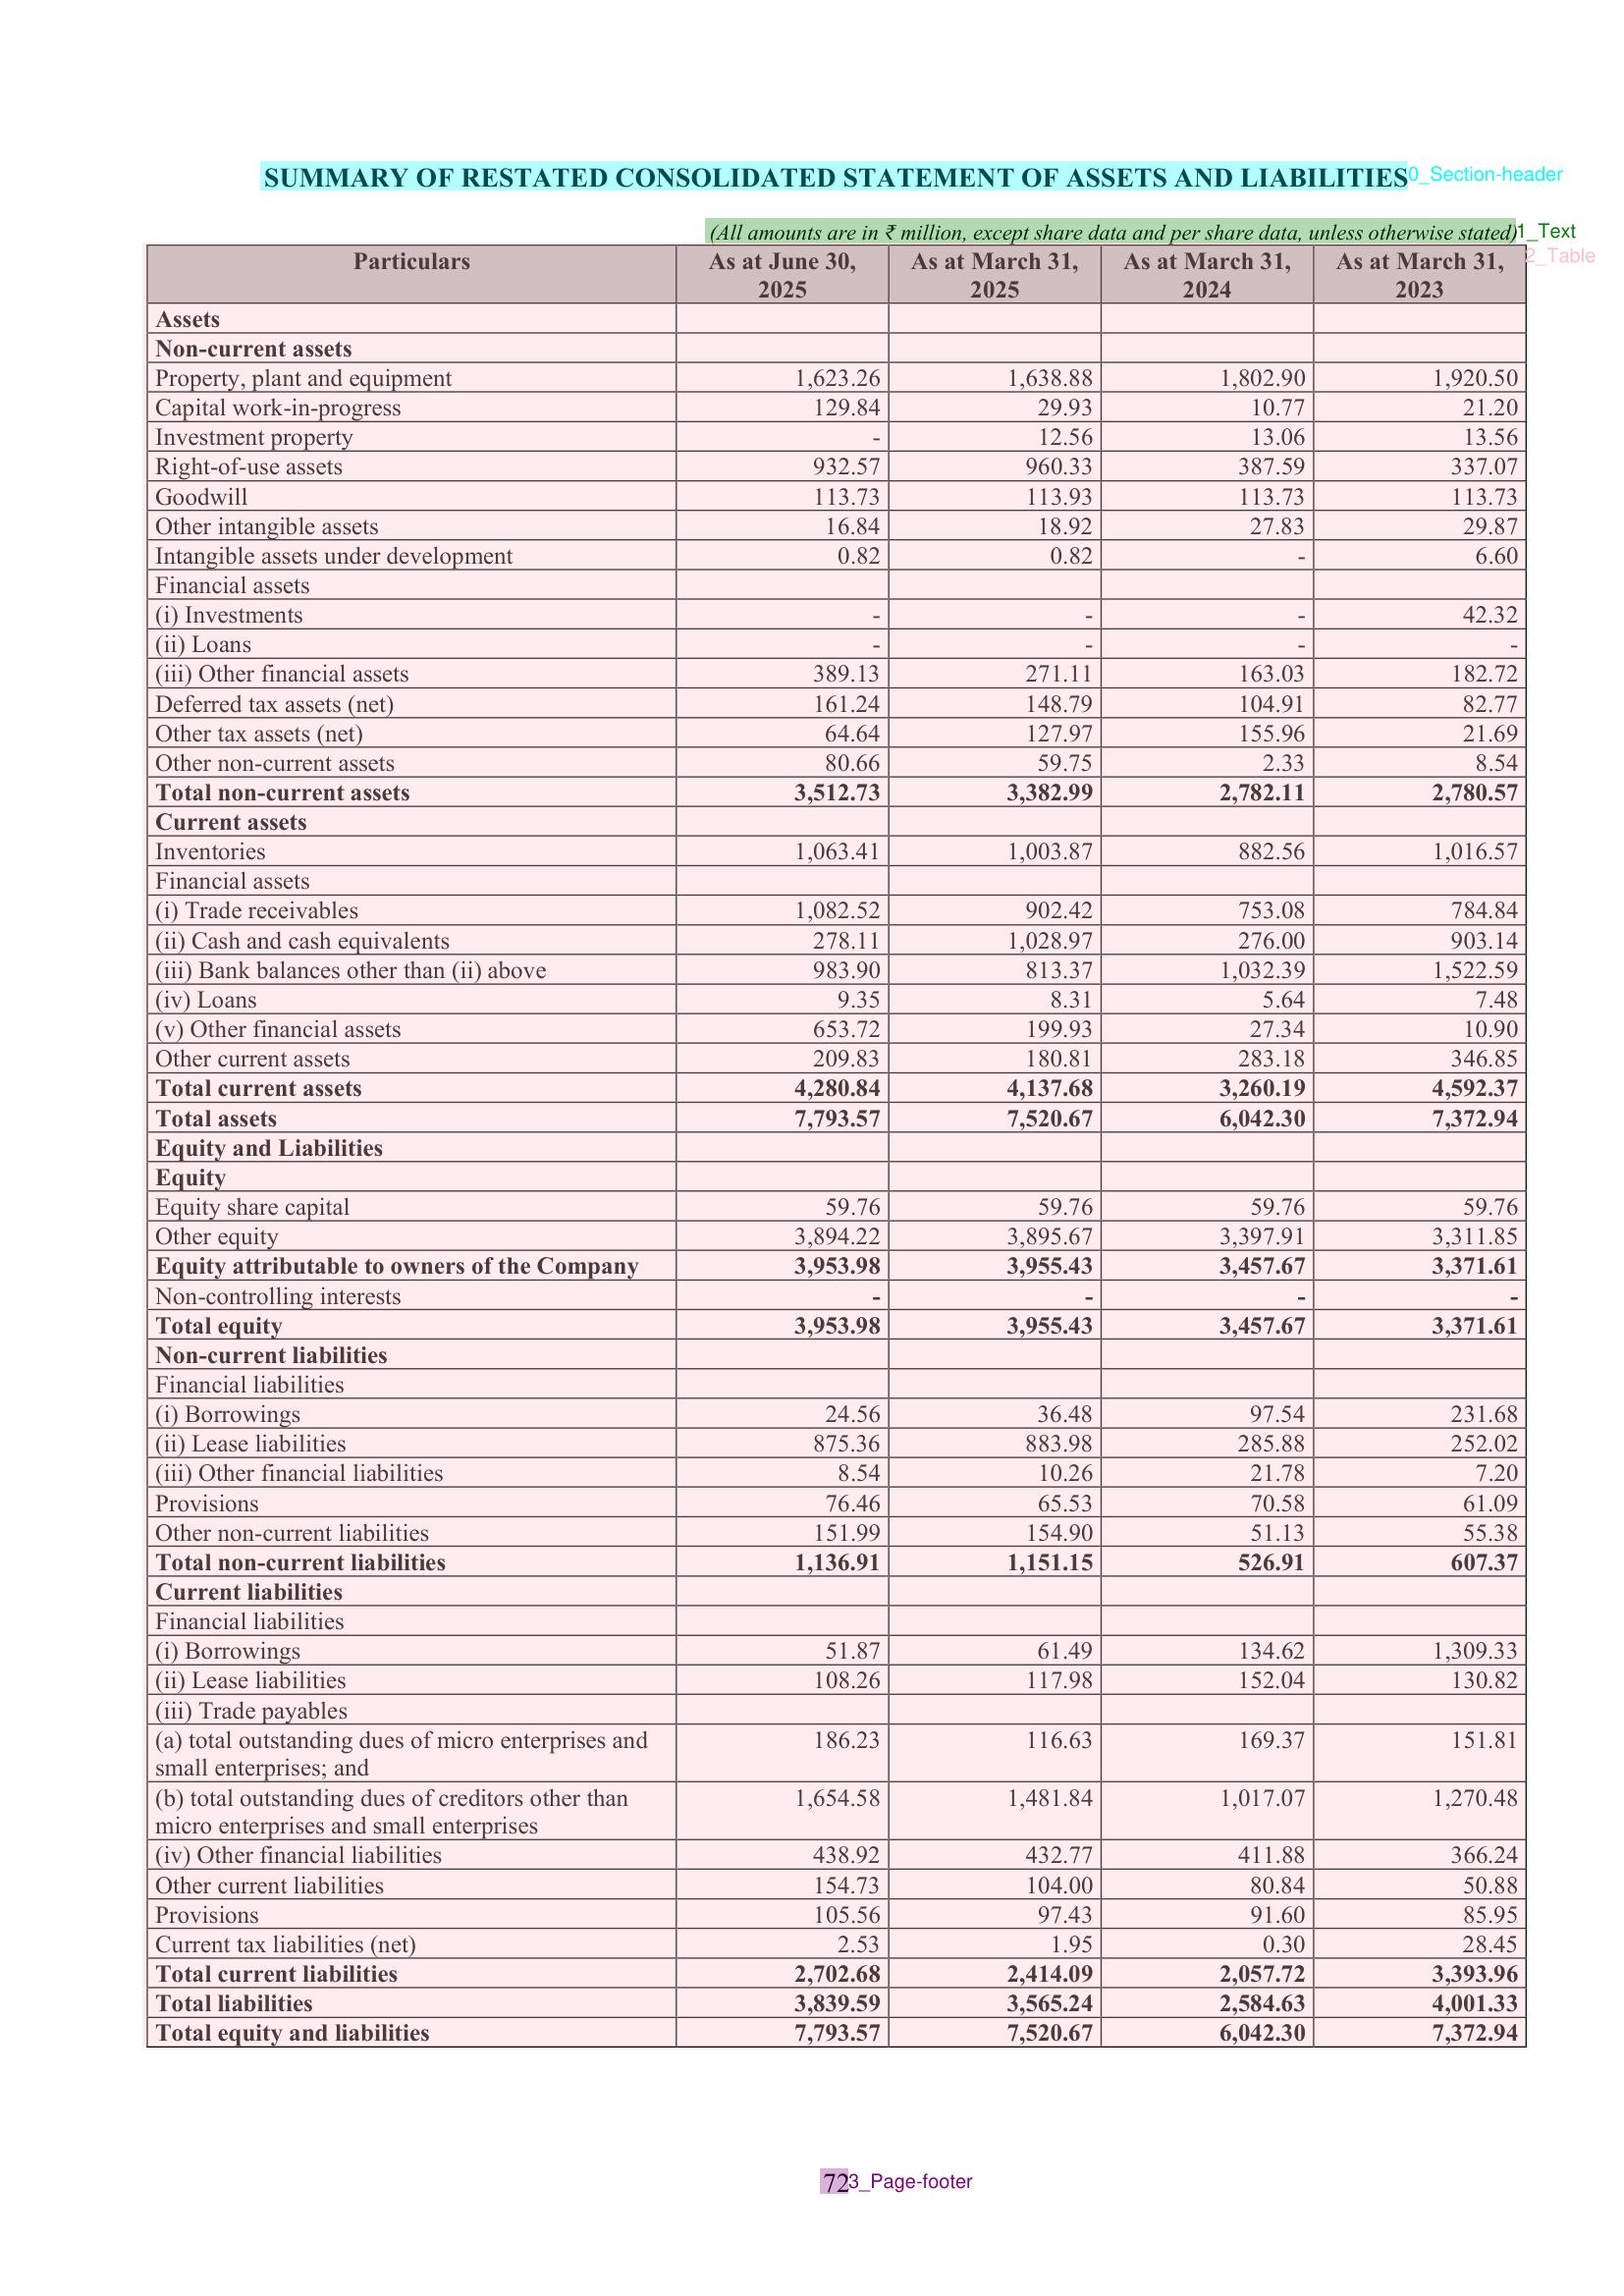 SUMMARY OF RESTATED CONSOLIDATED STATEMENT OF ASSETS AND LIABILITIES 0_Section-header
(All amounts are in ₹ million, except share data and per share data, unless otherwise stated) 1_Text
2_Table
Particulars As at June 30, 2025 As at March 31, 2025 As at March 31, 2024 As at March 31, 2023
Assets
Non-current assets
Property, plant and equipment 1,623.26 1,638.88 1,802.90 1,920.50
Capital work-in-progress 129.84 29.93 10.77 21.20
Investment property - 12.56 13.06 13.56
Right-of-use assets 932.57 960.33 387.59 337.07
Goodwill 113.73 113.93 113.73 113.73
Other intangible assets 16.84 18.92 27.83 29.87
Intangible assets under development 0.82 0.82 - 6.60
Financial assets
(i) Investments - - - 42.32
(ii) Loans - - - -
(iii) Other financial assets 389.13 271.11 163.03 182.72
Deferred tax assets (net) 161.24 148.79 104.91 82.77
Other tax assets (net) 64.64 127.97 155.96 21.69
Other non-current assets 80.66 59.75 2.33 8.54
Total non-current assets 3,512.73 3,382.99 2,782.11 2,780.57
Current assets
Inventories 1,063.41 1,003.87 882.56 1,016.57
Financial assets
(i) Trade receivables 1,082.52 902.42 753.08 784.84
(ii) Cash and cash equivalents 278.11 1,028.97 276.00 903.14
(iii) Bank balances other than (ii) above 983.90 813.37 1,032.39 1,522.59
(iv) Loans 9.35 8.31 5.64 7.48
(v) Other financial assets 653.72 199.93 27.34 10.90
Other current assets 209.83 180.81 283.18 346.85
Total current assets 4,280.84 4,137.68 3,260.19 4,592.37
Total assets 7,793.57 7,520.67 6,042.30 7,372.94
Equity and Liabilities
Equity
Equity share capital 59.76 59.76 59.76 59.76
Other equity 3,894.22 3,895.67 3,397.91 3,311.85
Equity attributable to owners of the Company 3,953.98 3,955.43 3,457.67 3,371.61
Non-controlling interests - - - -
Total equity 3,953.98 3,955.43 3,457.67 3,371.61
Non-current liabilities
Financial liabilities
(i) Borrowings 24.56 36.48 97.54 231.68
(ii) Lease liabilities 875.36 883.98 285.88 252.02
(iii) Other financial liabilities 8.54 10.26 21.78 7.20
Provisions 76.46 65.53 70.58 61.09
Other non-current liabilities 151.99 154.90 51.13 55.38
Total non-current liabilities 1,136.91 1,151.15 526.91 607.37
Current liabilities
Financial liabilities
(i) Borrowings 51.87 61.49 134.62 1,309.33
(ii) Lease liabilities 108.26 117.98 152.04 130.82
(iii) Trade payables
(a) total outstanding dues of micro enterprises and 186.23 116.63 169.37 151.81
small enterprises; and
(b) total outstanding dues of creditors other than 1,654.58 1,481.84 1,017.07 1,270.48
micro enterprises and small enterprises
(iv) Other financial liabilities 438.92 432.77 411.88 366.24
Other current liabilities 154.73 104.00 80.84 50.88
Provisions 105.56 97.43 91.60 85.95
Current tax liabilities (net) 2.53 1.95 0.30 28.45
Total current liabilities 2,702.68 2,414.09 2,057.72 3,393.96
Total liabilities 3,839.59 3,565.24 2,584.63 4,001.33
Total equity and liabilities 7,793.57 7,520.67 6,042.30 7,372.94
72 3_Page-footer